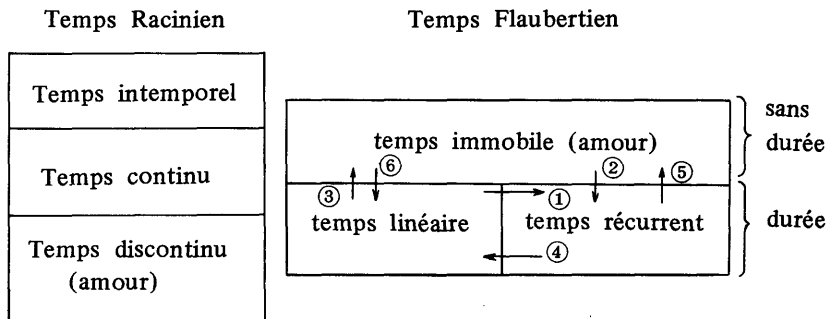 Temps Racinien
Temps Flaubertien
Temps intemporel
Temps continu
Temps discontinu
(amour)
temps immobile (amour)
③ ⑥ ② ⑤
①
temps linéaire
temps récurrent
④
sans
durée
durée